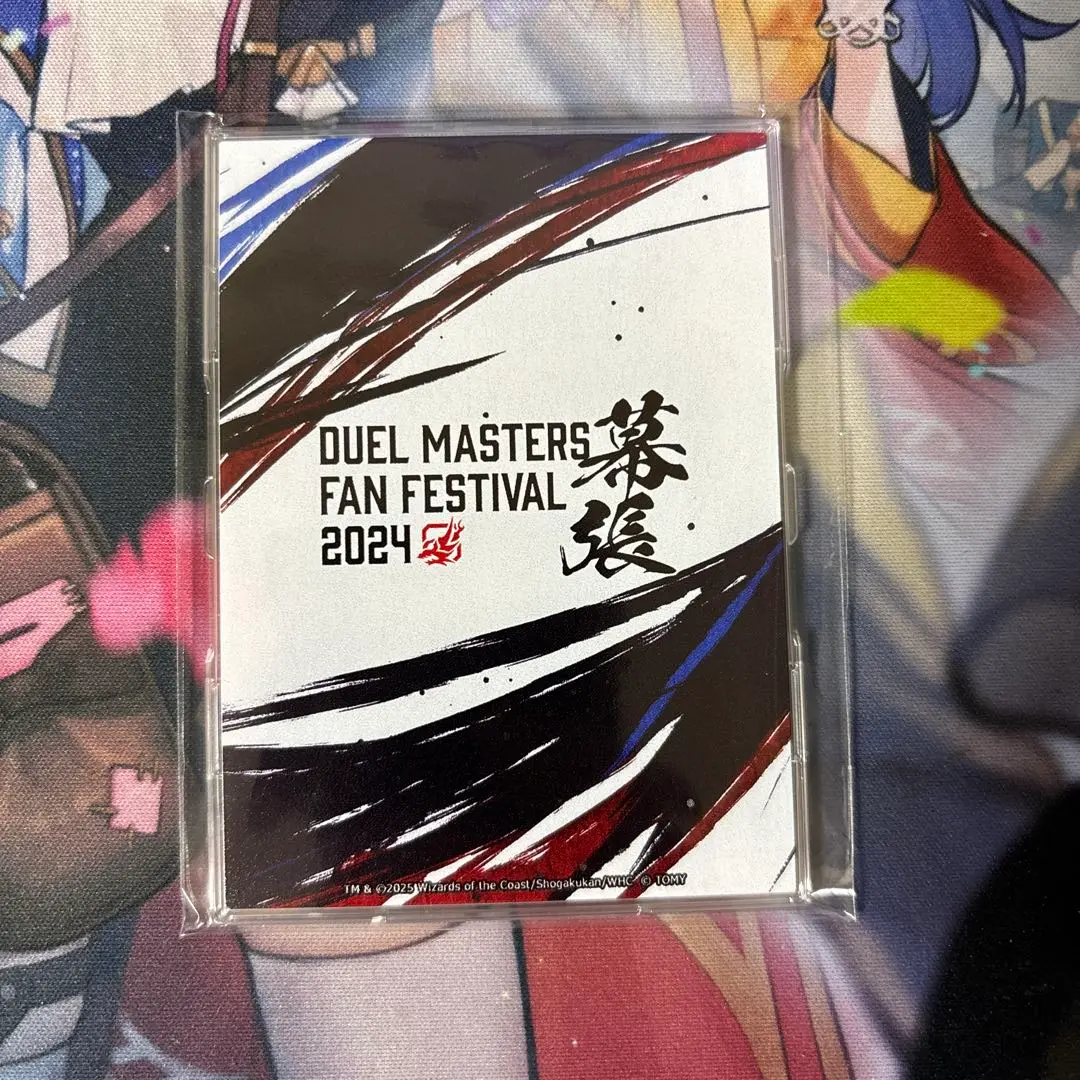 DUEL MASTERS
FAN FESTIVAL
2024
幕張
TM & ©2025 Wizards of the Coast/Shogakukan/WHC © TOMY